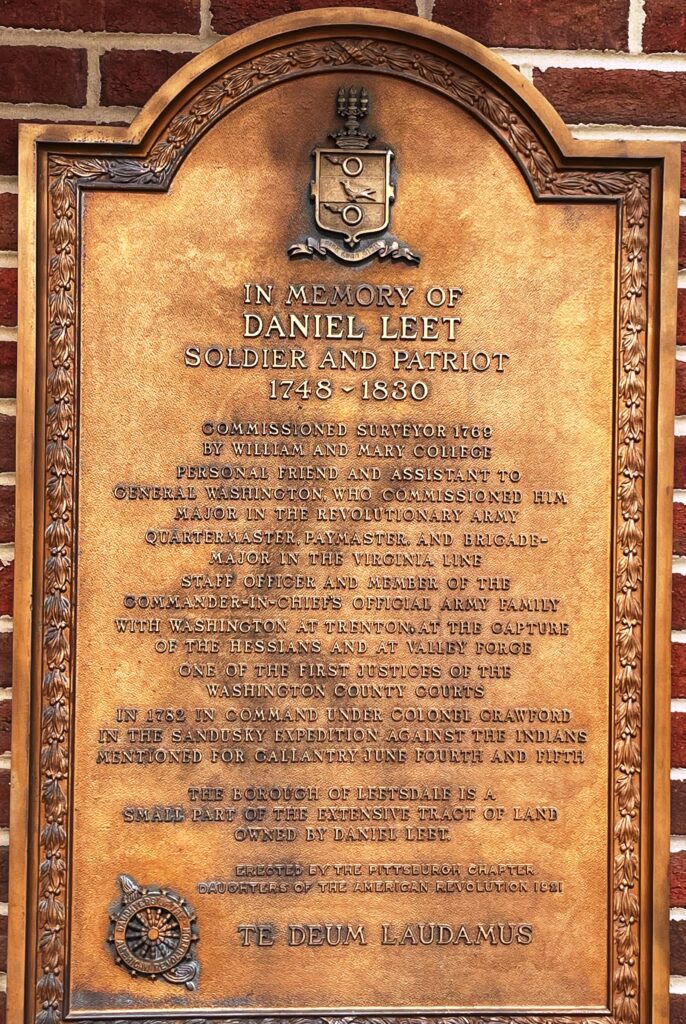 IN MEMORY OF
DANIEL LEET
SOLDIER AND PATRIOT
1748 - 1830
COMMISSIONED SURVEYOR 1769
BY WILLIAM AND MARY COLLEGE
PERSONAL FRIEND AND ASSISTANT TO
GENERAL WASHINGTON, WHO COMMISSIONED HIM
MAJOR IN THE REVOLUTIONARY ARMY
QUARTERMASTER, PAYMASTER, AND BRIGADE-
MAJOR IN THE VIRGINIA LINE
STAFF OFFICER AND MEMBER OF THE
COMMANDER-IN-CHIEF'S OFFICIAL ARMY FAMILY
WITH WASHINGTON AT TRENTON, AT THE CAPTURE
OF THE HESSIANS AND AT VALLEY FORGE
ONE OF THE FIRST JUSTICES OF THE
WASHINGTON COUNTY COURTS
IN 1782 IN COMMAND UNDER COLONEL CRAWFORD
IN THE SANDUSKY EXPEDITION AGAINST THE INDIANS
MENTIONED FOR GALLANTRY JUNE FOURTH AND FIFTH
THE BOROUGH OF LEETSDALE IS A
SMALL PART OF THE EXTENSIVE TRACT OF LAND
OWNED BY DANIEL LEET.
ERECTED BY THE PITTSBURGH CHAPTER
DAUGHTERS OF THE AMERICAN REVOLUTION 1921
TE DEUM LAUDAMUS